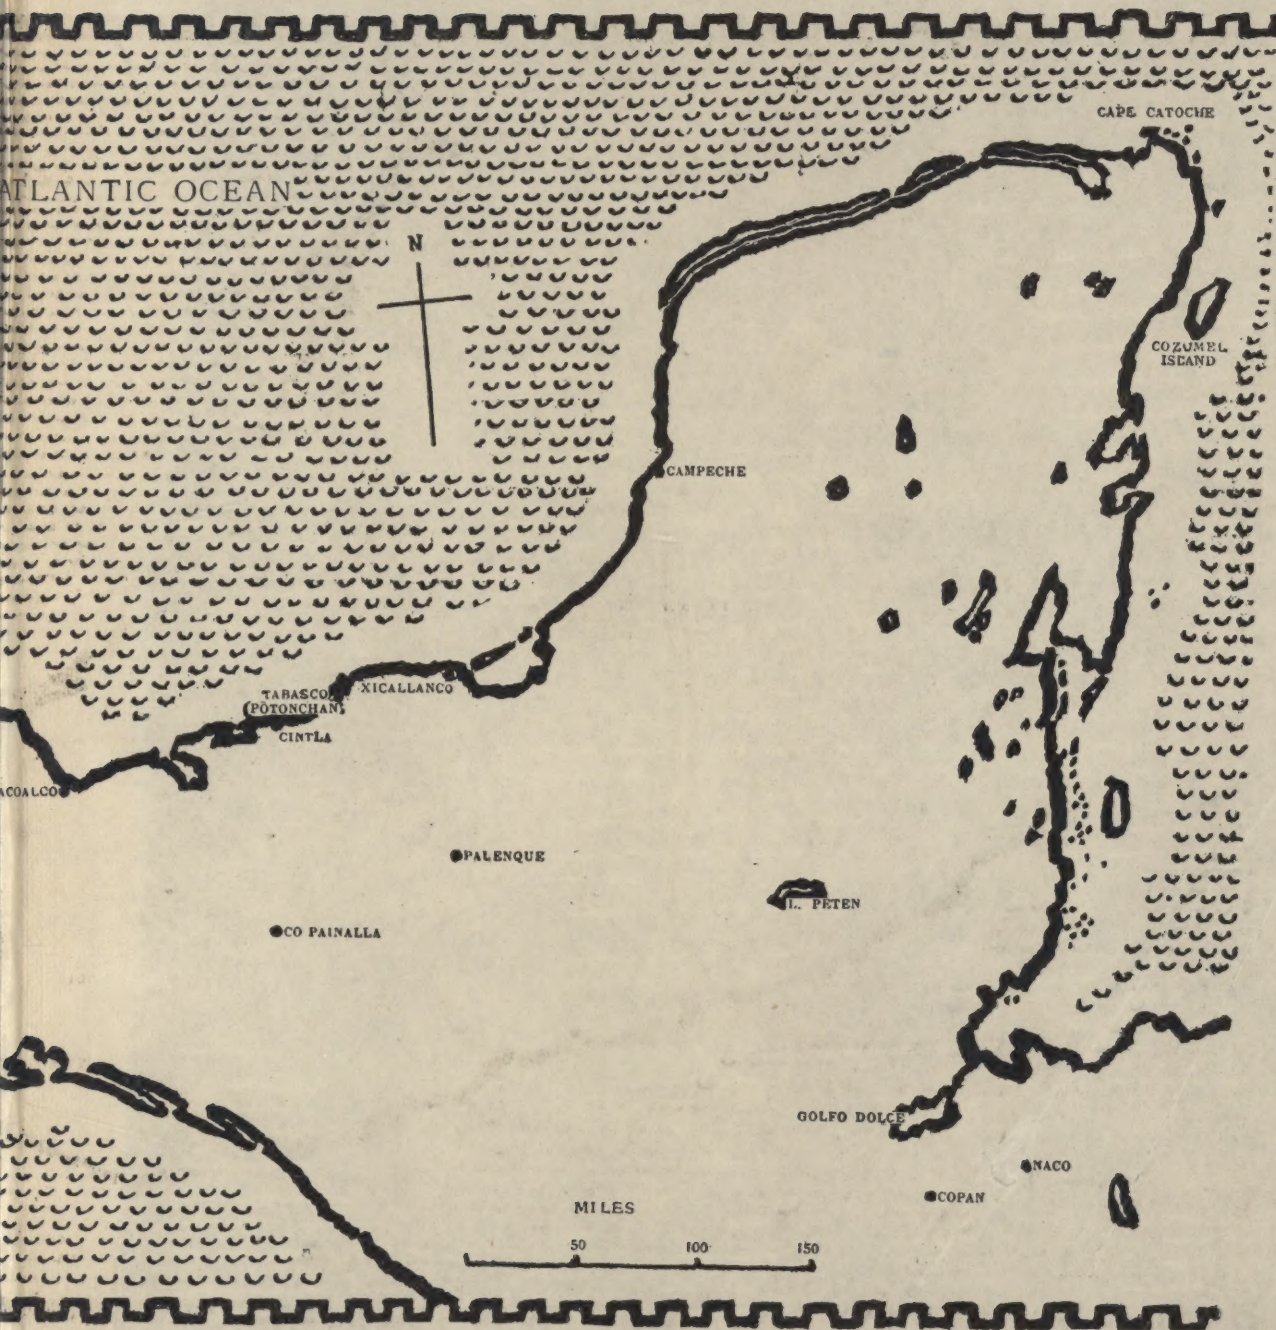 CAPE CATOCHE
ATLANTIC OCEAN
N
COZUMEL
ISLAND
CAMPECHE
TABASCO
(POTONCHAN)
XICALLANCO
CINTLA
ACOALCO
PALENQUE
L. PETEN
CO PAINALLA
GOLFO DOLCE
NACO
COPAN
MILES
50 100 150